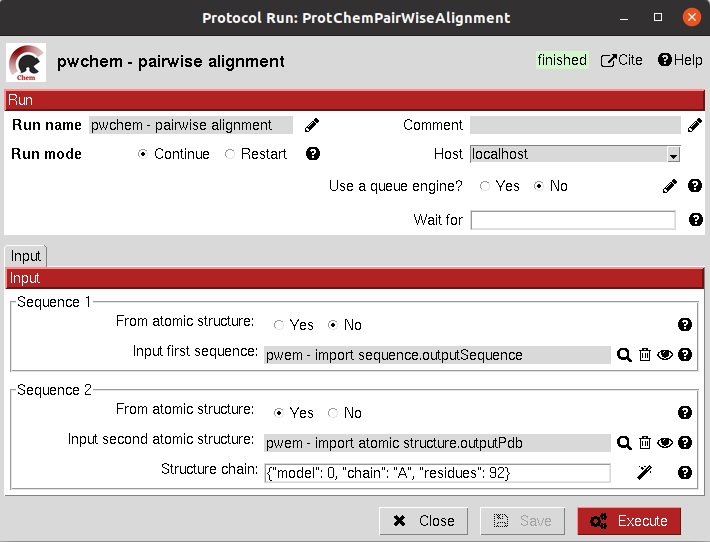 Protocol Run: ProtChemPairWiseAlignment
Chem
pwchem - pairwise alignment
finished
Cite
Help
Run
Run name pwchem - pairwise alignment
Comment
Run mode Continue Restart
Host localhost
Use a queue engine? Yes No
Wait for
Input
Input
Sequence 1
From atomic structure: Yes No
Input first sequence: pwem - import sequence.outputSequence
Sequence 2
From atomic structure: Yes No
Input second atomic structure: pwem - import atomic structure.outputPdb
Structure chain: {"model": 0, "chain": "A", "residues": 92}
Close
Save
Execute